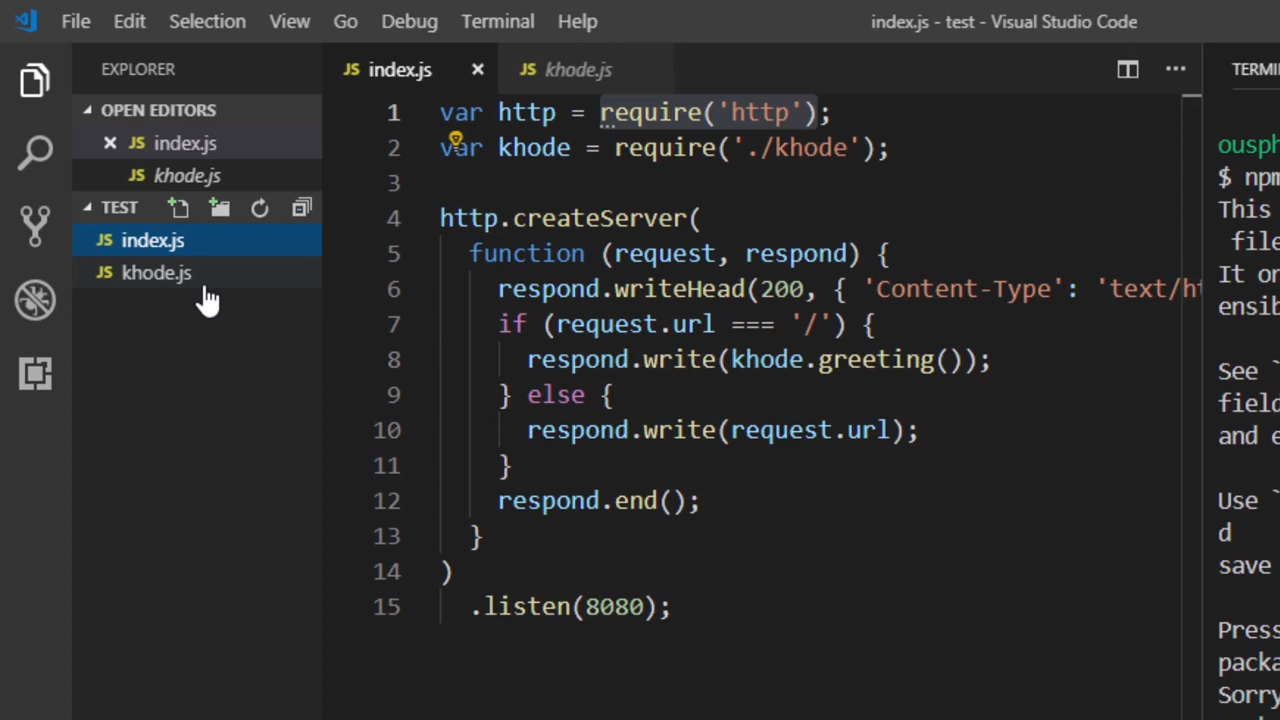 File Edit Selection View Go Debug Terminal Help index.js - test - Visual Studio Code
EXPLORER
OPEN EDITORS
JS index.js
JS khode.js
TEST
JS index.js
JS khode.js
JS index.js JS khode.js
1 var http = require('http');
2 var khode = require('./khode');
3
4 http.createServer(
5 function (request, respond) {
6 respond.writeHead(200, { 'Content-Type': 'text/ht
7 if (request.url === '/') {
8 respond.write(khode.greeting());
9 } else {
10 respond.write(request.url);
11 }
12 respond.end();
13 }
14 )
15 .listen(8080);
TERMI
ousph
$ npm
This
file
It on
ensib
See `
field
and e
Use `
d
save
Press
packa
Sorry